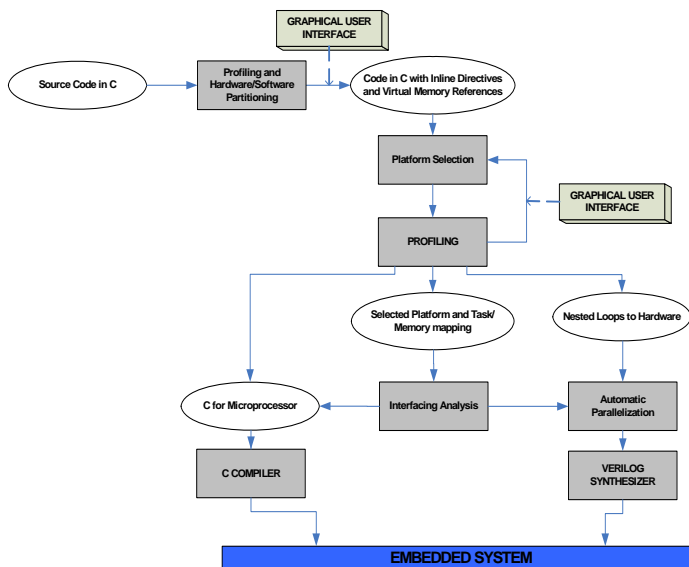 GRAPHICAL USER
INTERFACE
Source Code in C
Profiling and
Hardware/Software
Partitioning
Code in C with Inline Directives
and Virtual Memory References
Platform Selection
GRAPHICAL USER
INTERFACE
PROFILING
Selected Platform and Task/
Memory mapping
Nested Loops to Hardware
C for Microprocessor
Interfacing Analysis
Automatic
Parallelization
C COMPILER
VERILOG
SYNTHESIZER
EMBEDDED SYSTEM